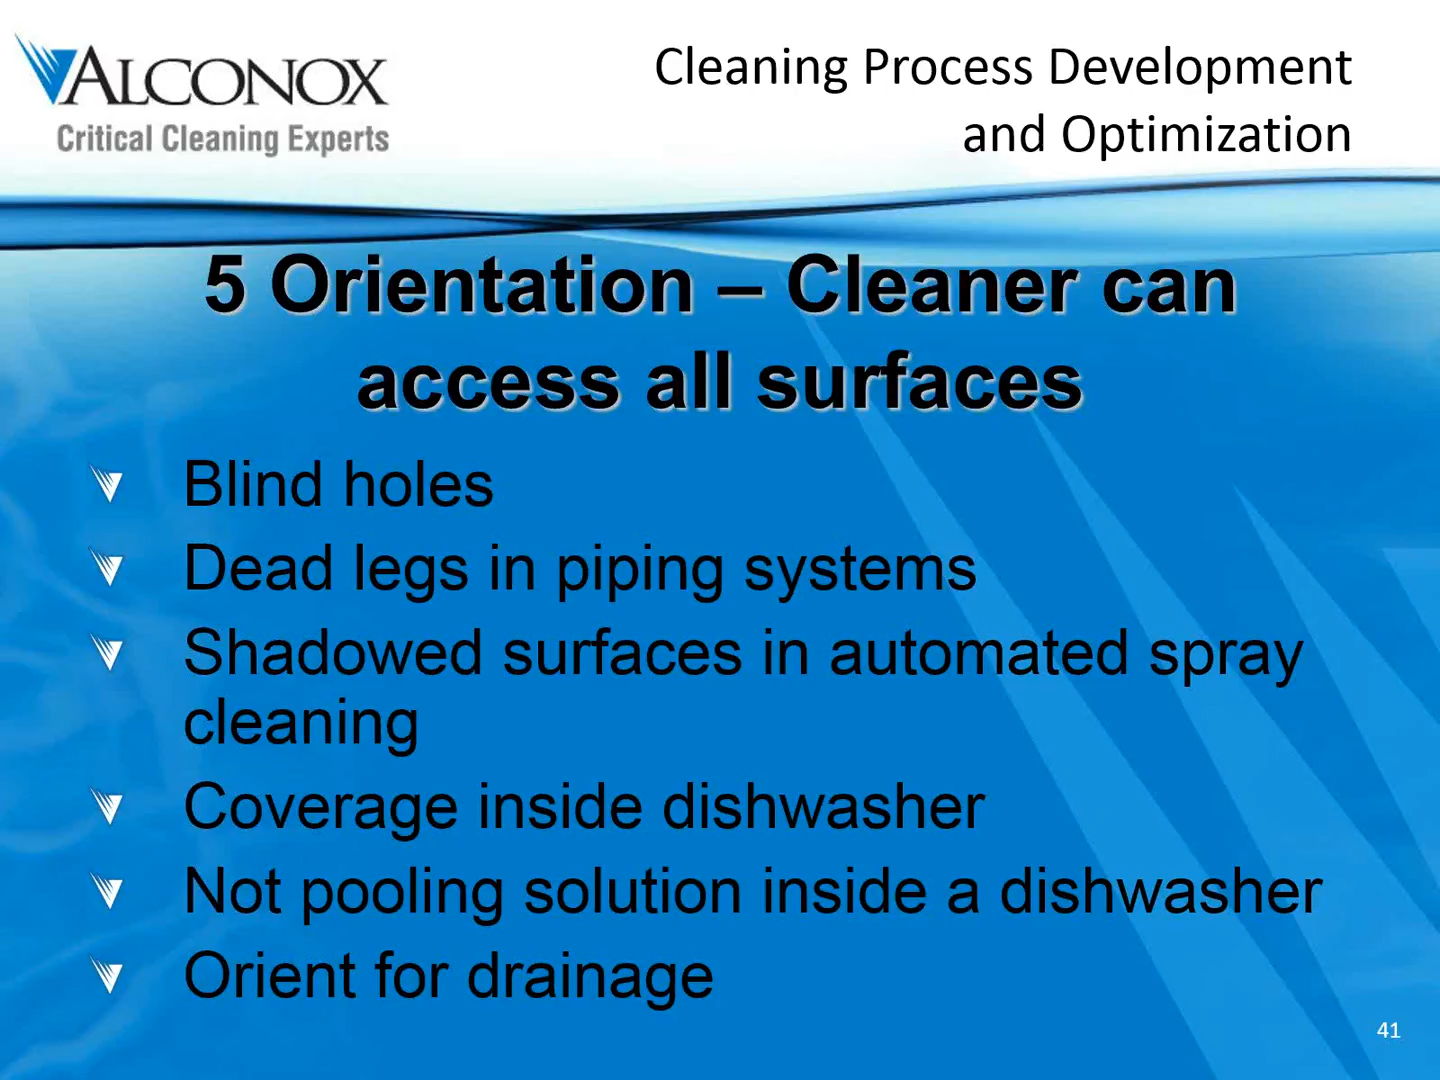 ALCONOX
Critical Cleaning Experts
Cleaning Process Development
and Optimization
5 Orientation – Cleaner can
access all surfaces
Blind holes
Dead legs in piping systems
Shadowed surfaces in automated spray
cleaning
Coverage inside dishwasher
Not pooling solution inside a dishwasher
Orient for drainage
41